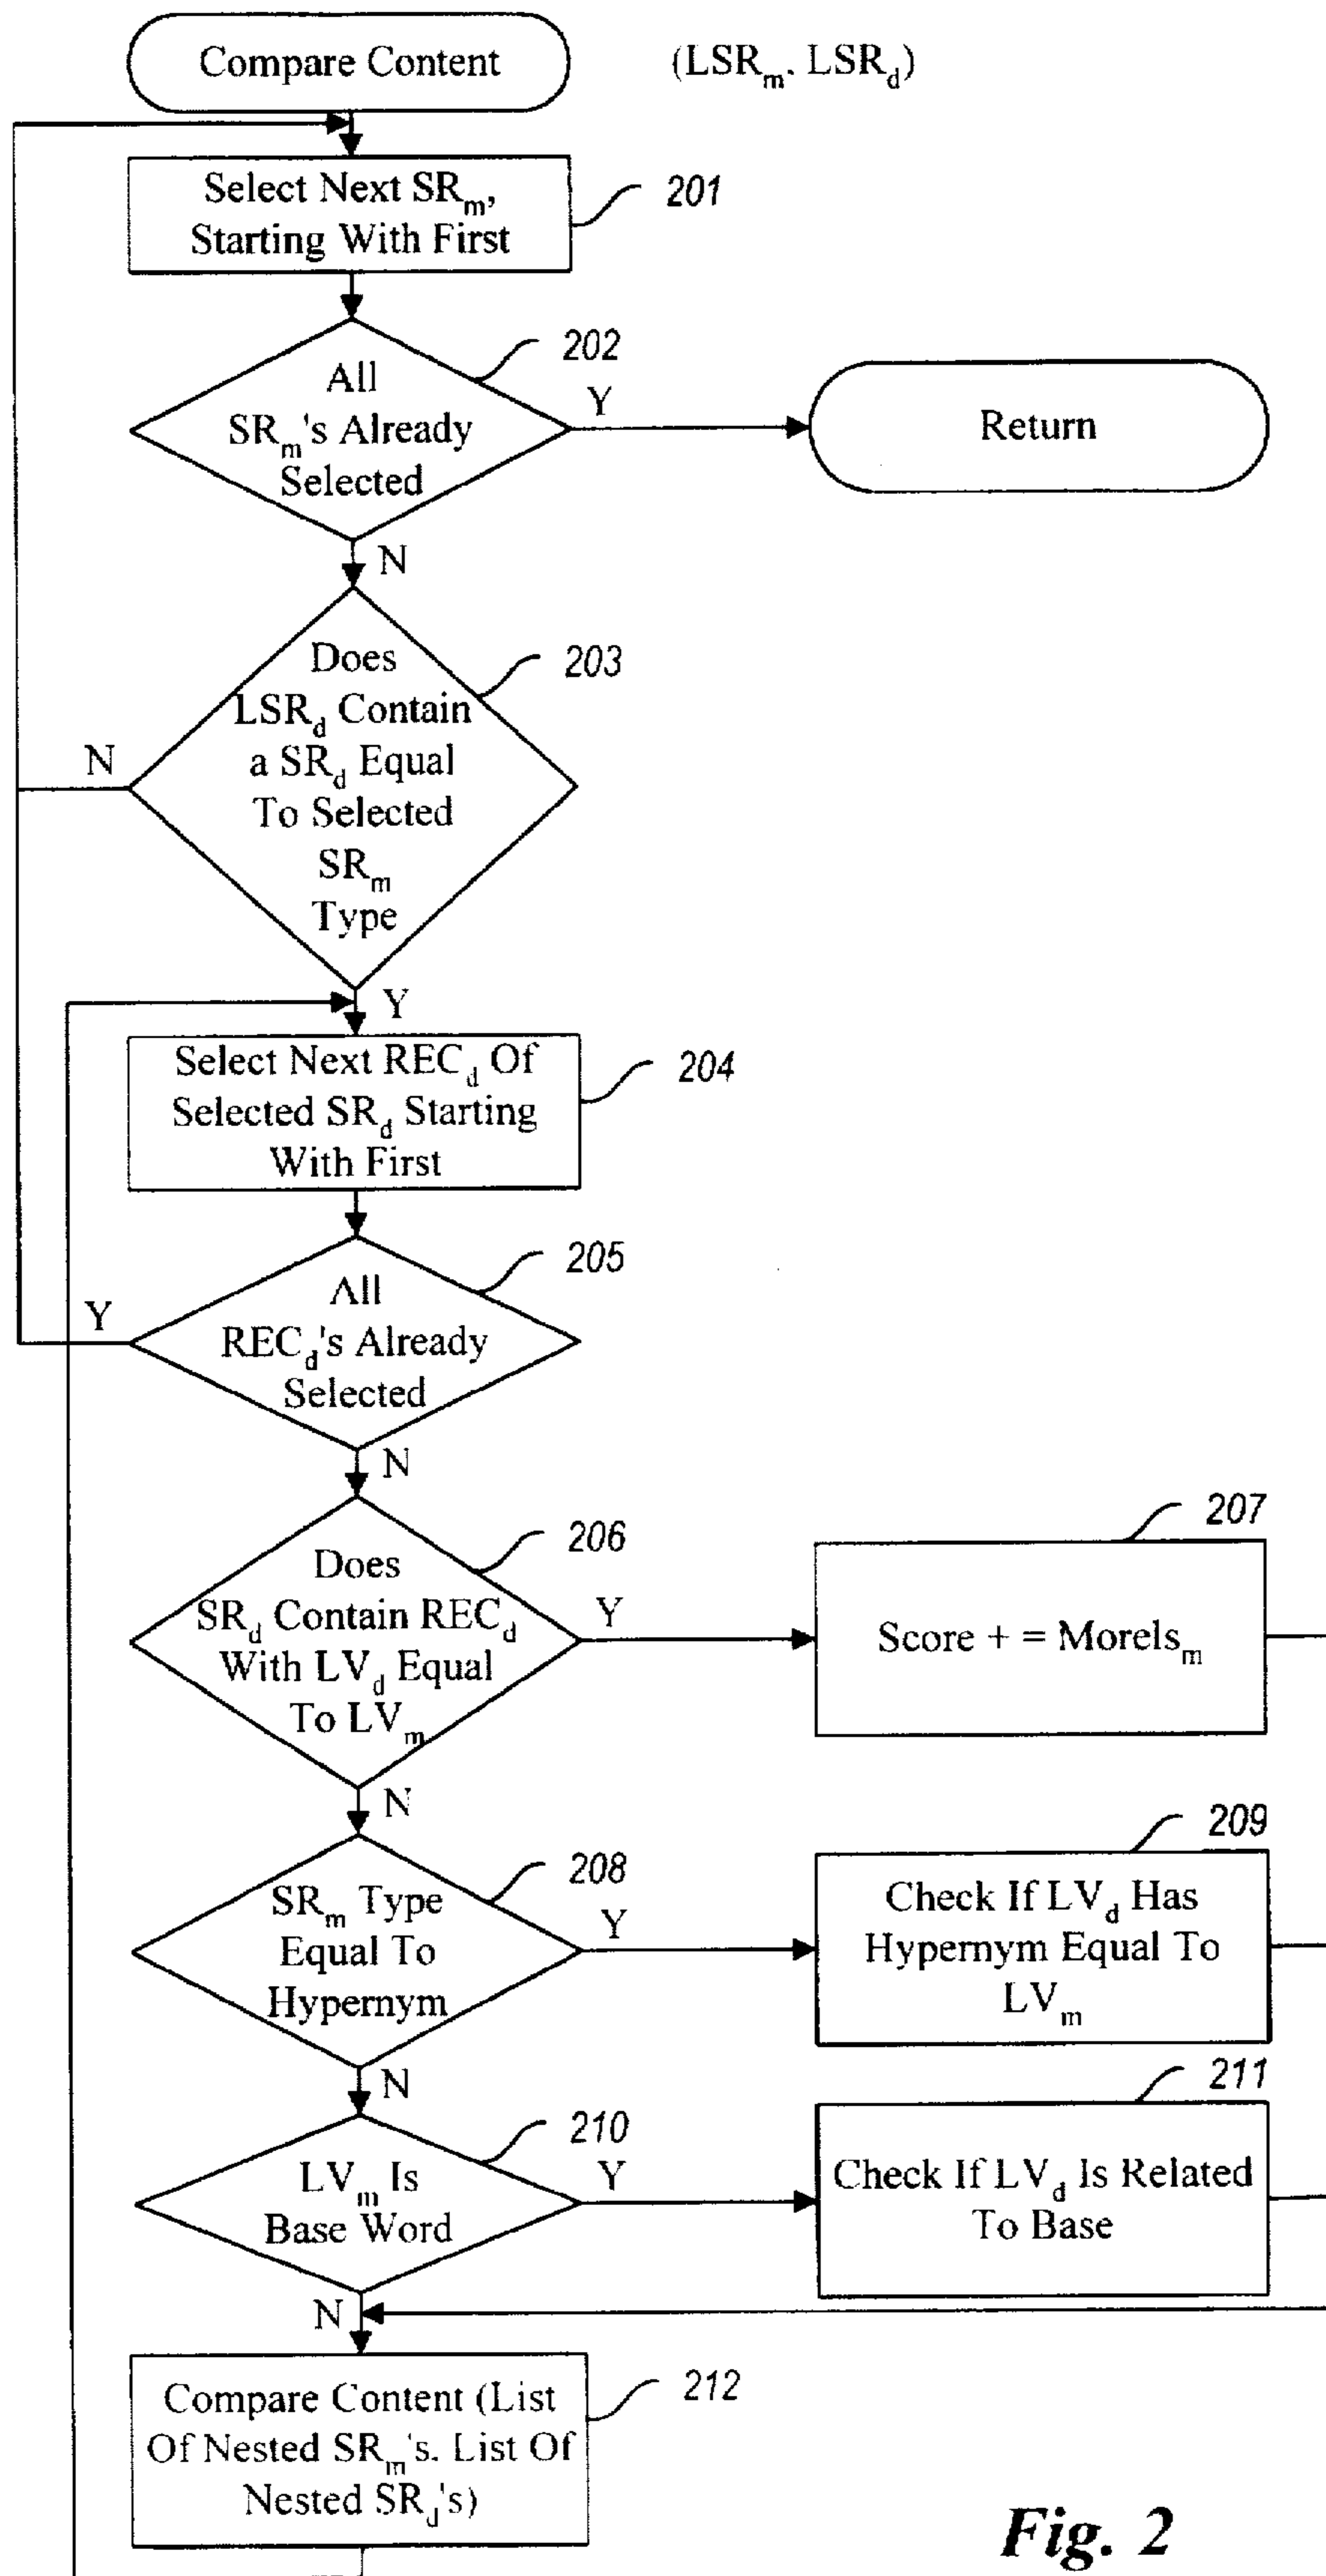 Compare Content
(LSRm. LSRd)
Select Next SRm,
Starting With First
201
All
SRm's Already
Selected
202
Y
Return
N
Does
LSRd Contain
a SRd Equal
To Selected
SRm
Type
203
N
Y
Select Next RECd Of
Selected SRd Starting
With First
204
All
RECd's Already
Selected
205
Y
N
Does
SRd Contain RECd
With LVd Equal
To LVm
206
Y
207
Score + = Morelsm
N
SRm Type
Equal To
Hypernym
208
Y
209
Check If LVd Has
Hypernym Equal To
LVm
N
LVm Is
Base Word
210
Y
211
Check If LVd Is Related
To Base
N
Compare Content (List
Of Nested SRm's. List Of
Nested SRd's)
212
Fig. 2